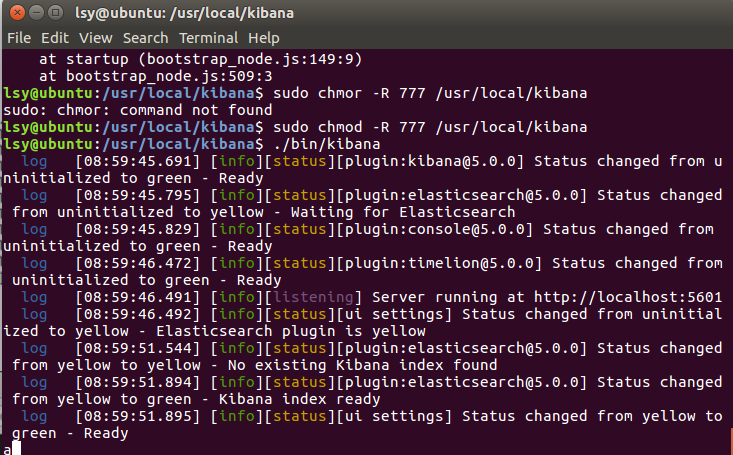 lsy@ubuntu: /usr/local/kibana
File Edit View Search Terminal Help
    at startup (bootstrap_node.js:149:9)
    at bootstrap_node.js:509:3
lsy@ubuntu:/usr/local/kibana$ sudo chmor -R 777 /usr/local/kibana
sudo: chmor: command not found
lsy@ubuntu:/usr/local/kibana$ sudo chmod -R 777 /usr/local/kibana
lsy@ubuntu:/usr/local/kibana$ ./bin/kibana
  log   [08:59:45.691] [info][status][plugin:kibana@5.0.0] Status changed from u
ninitialized to green - Ready
  log   [08:59:45.795] [info][status][plugin:elasticsearch@5.0.0] Status changed
 from uninitialized to yellow - Waiting for Elasticsearch
  log   [08:59:45.829] [info][status][plugin:console@5.0.0] Status changed from
uninitialized to green - Ready
  log   [08:59:46.472] [info][status][plugin:timelion@5.0.0] Status changed from
 uninitialized to green - Ready
  log   [08:59:46.491] [info][listening] Server running at http://localhost:5601
  log   [08:59:46.492] [info][status][ui settings] Status changed from uninitial
ized to yellow - Elasticsearch plugin is yellow
  log   [08:59:51.544] [info][status][plugin:elasticsearch@5.0.0] Status changed
 from yellow to yellow - No existing Kibana index found
  log   [08:59:51.894] [info][status][plugin:elasticsearch@5.0.0] Status changed
 from yellow to green - Kibana index ready
  log   [08:59:51.895] [info][status][ui settings] Status changed from yellow to
 green - Ready
a